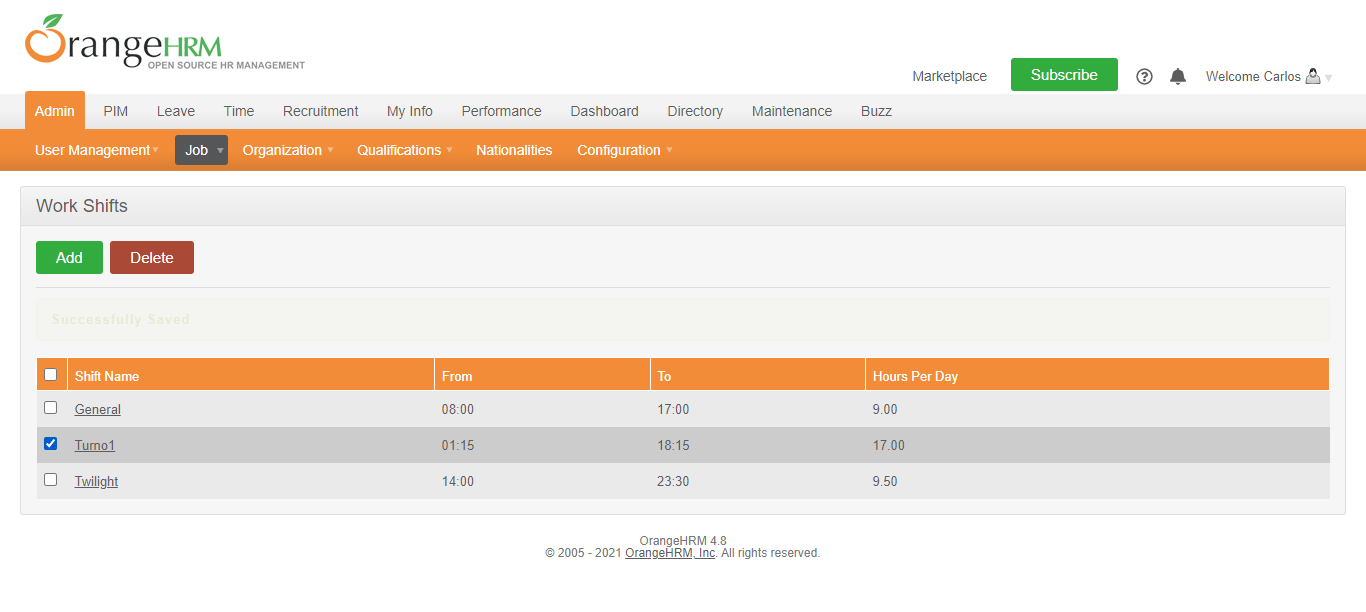 OrangeHRM
OPEN SOURCE HR MANAGEMENT
Marketplace Subscribe Welcome Carlos
Admin PIM Leave Time Recruitment My Info Performance Dashboard Directory Maintenance Buzz
User Management Job Organization Qualifications Nationalities Configuration
Work Shifts
Add Delete
Successfully Saved
Shift Name From To Hours Per Day
General 08:00 17:00 9.00
Turno1 01:15 18:15 17.00
Twilight 14:00 23:30 9.50
OrangeHRM 4.8
© 2005 - 2021 OrangeHRM, Inc. All rights reserved.